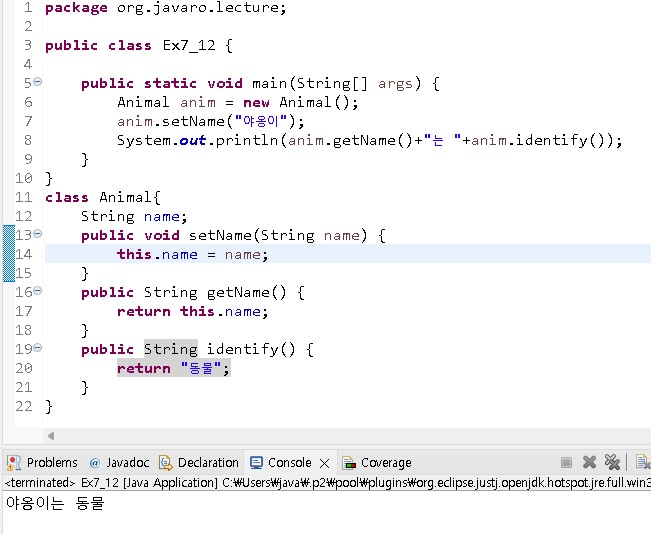 1 package org.javaro.lecture;
2
3 public class Ex7_12 {
4
5     public static void main(String[] args) {
6         Animal anim = new Animal();
7         anim.setName("야옹이");
8         System.out.println(anim.getName()+"는 "+anim.identify());
9     }
10 }
11 class Animal{
12     String name;
13     public void setName(String name) {
14         this.name = name;
15     }
16     public String getName() {
17         return this.name;
18     }
19     public String identify() {
20         return "동물";
21     }
22 }
Problems @ Javadoc Declaration Console Coverage
<terminated> Ex7_12 [Java Application] C:₩Users₩java₩.p2₩pool₩plugins₩org.eclipse.justj.openjdk.hotspot.jre.full.win3
야옹이는 동물